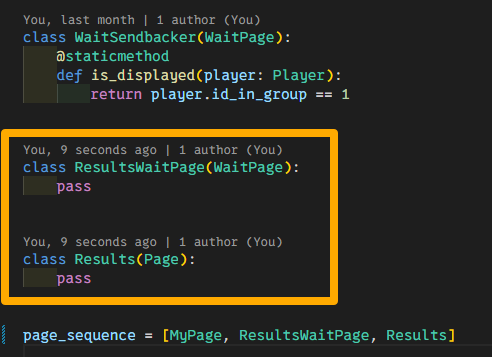 You, last month | 1 author (You)
class WaitSendbacker(WaitPage):
    @staticmethod
    def is_displayed(player: Player):
        return player.id_in_group == 1
You, 9 seconds ago | 1 author (You)
class ResultsWaitPage(WaitPage):
    pass
You, 9 seconds ago | 1 author (You)
class Results(Page):
    pass
page_sequence = [MyPage, ResultsWaitPage, Results]